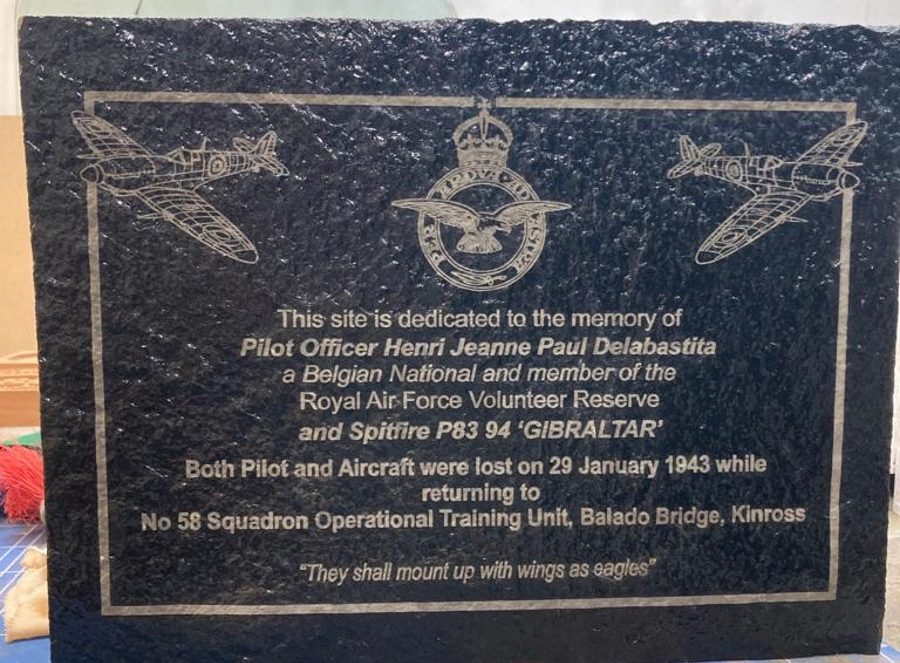 This site is dedicated to the memory of
Pilot Officer Henri Jeanne Paul Delabastita
a Belgian National and member of the
Royal Air Force Volunteer Reserve
and Spitfire P83 94 ‘GIBRALTAR’
Both Pilot and Aircraft were lost on 29 January 1943 while
returning to
No 58 Squadron Operational Training Unit, Balado Bridge, Kinross
“They shall mount up with wings as eagles”